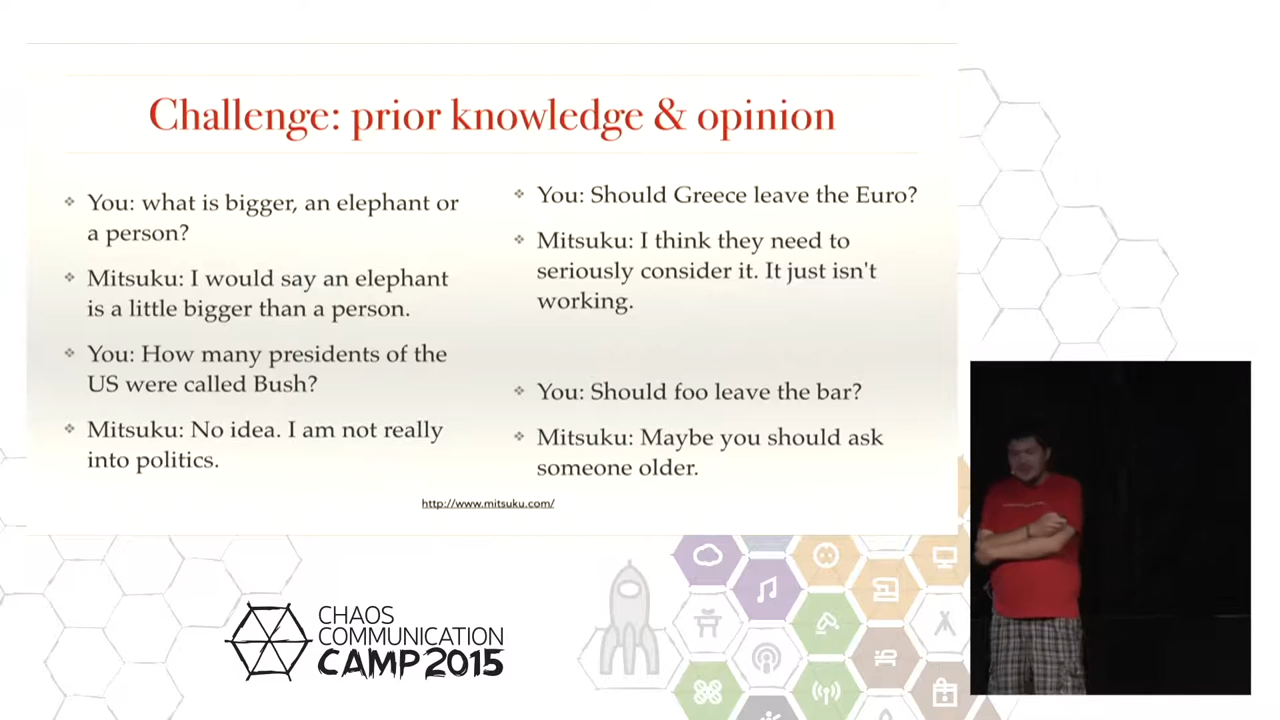 Challenge: prior knowledge & opinion
❖ You: what is bigger, an elephant or
a person?
❖ Mitsuku: I would say an elephant
is a little bigger than a person.
❖ You: How many presidents of the
US were called Bush?
❖ Mitsuku: No idea. I am not really
into politics.
❖ You: Should Greece leave the Euro?
❖ Mitsuku: I think they need to
seriously consider it. It just isn't
working.
❖ You: Should foo leave the bar?
❖ Mitsuku: Maybe you should ask
someone older.
http://www.mitsuku.com/
CHAOS
COMMUNICATION
CAMP 2015